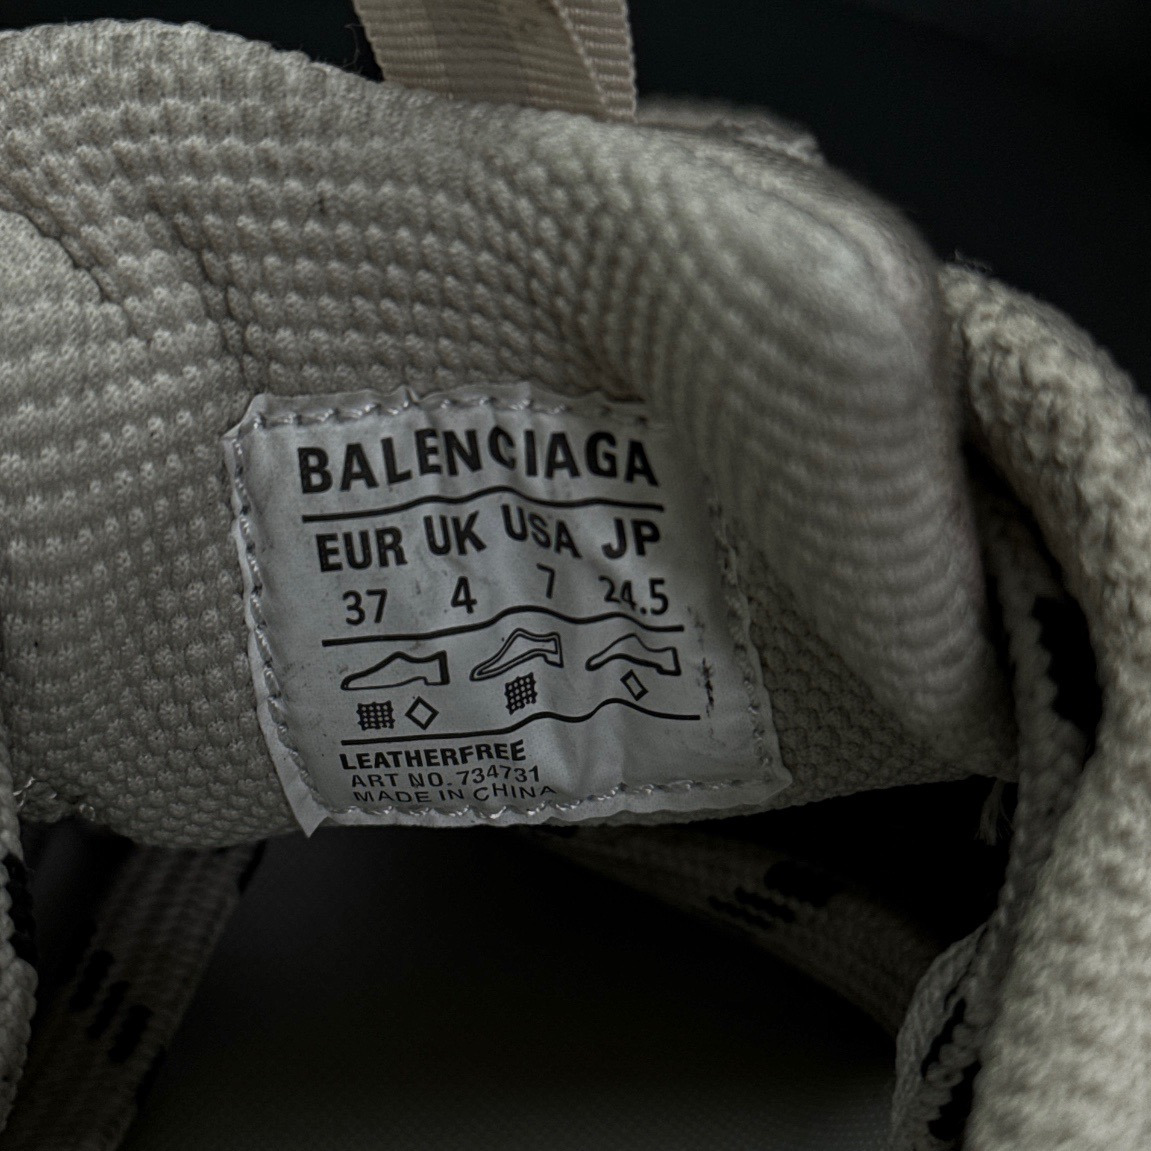 BALENCIAGA
EUR UK USA JP
37 4 7 24.5
LEATHERFREE
ART NO. 734731
MADE IN CHINA